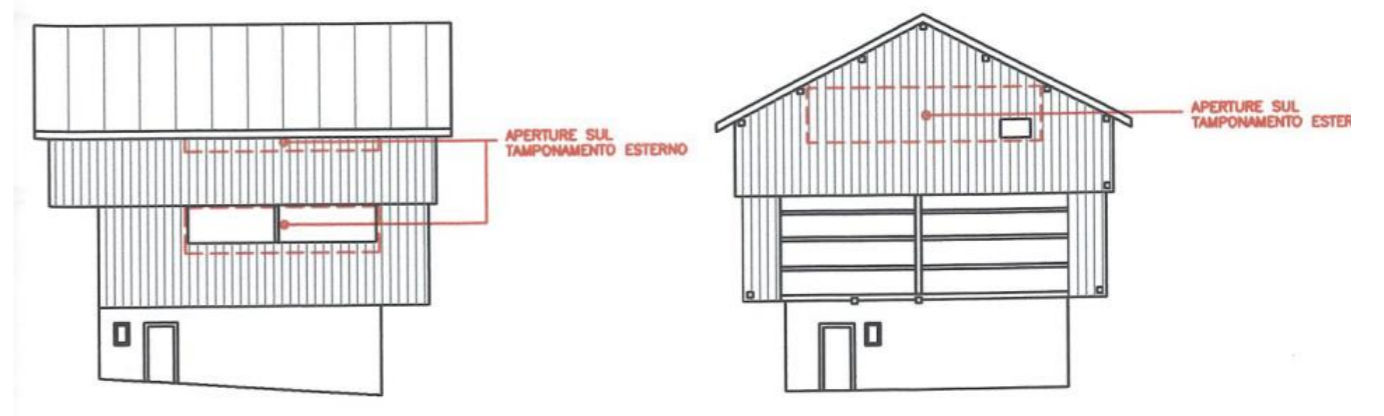 APERTURE SUL
TAMPONAMENTO ESTERNO
APERTURE SUL
TAMPONAMENTO ESTER